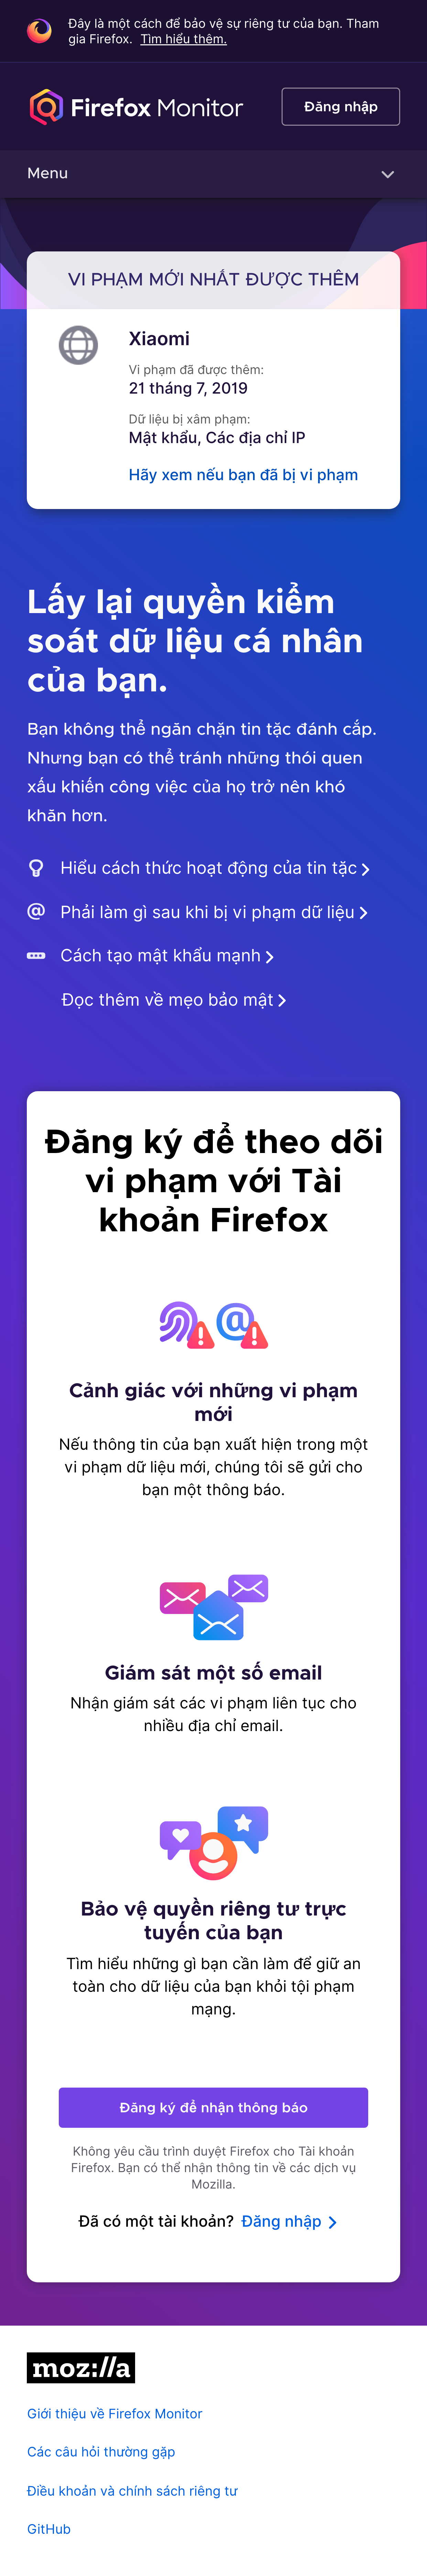 Đây là một cách để bảo vệ sự riêng tư của bạn. Tham
gia Firefox. Tìm hiểu thêm.
Firefox Monitor
Đăng nhập
Menu
VI PHẠM MỚI NHẤT ĐƯỢC THÊM
Xiaomi
Vi phạm đã được thêm:
21 tháng 7, 2019
Dữ liệu bị xâm phạm:
Mật khẩu, Các địa chỉ IP
Hãy xem nếu bạn đã bị vi phạm
Lấy lại quyền kiểm
soát dữ liệu cá nhân
của bạn.
Bạn không thể ngăn chặn tin tặc đánh cắp.
Nhưng bạn có thể tránh những thói quen
xấu khiến công việc của họ trở nên khó
khăn hơn.
Hiểu cách thức hoạt động của tin tặc
Phải làm gì sau khi bị vi phạm dữ liệu
Cách tạo mật khẩu mạnh
Đọc thêm về mẹo bảo mật
Đăng ký để theo dõi
vi phạm với Tài
khoản Firefox
Cảnh giác với những vi phạm
mới
Nếu thông tin của bạn xuất hiện trong một
vi phạm dữ liệu mới, chúng tôi sẽ gửi cho
bạn một thông báo.
Giám sát một số email
Nhận giám sát các vi phạm liên tục cho
nhiều địa chỉ email.
Bảo vệ quyền riêng tư trực
tuyến của bạn
Tìm hiểu những gì bạn cần làm để giữ an
toàn cho dữ liệu của bạn khỏi tội phạm
mạng.
Đăng ký để nhận thông báo
Không yêu cầu trình duyệt Firefox cho Tài khoản
Firefox. Bạn có thể nhận thông tin về các dịch vụ
Mozilla.
Đã có một tài khoản? Đăng nhập
moz://a
Giới thiệu về Firefox Monitor
Các câu hỏi thường gặp
Điều khoản và chính sách riêng tư
GitHub